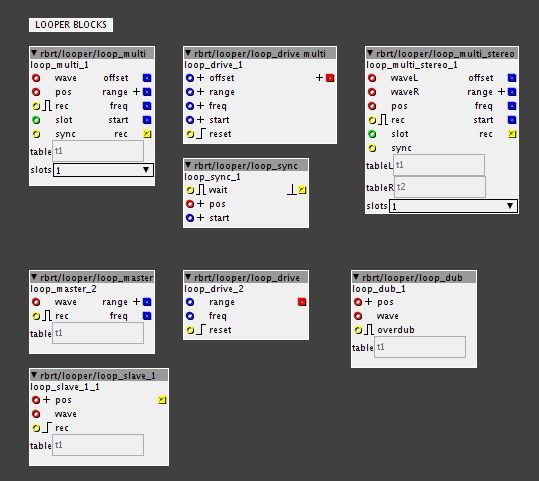 LOOPER BLOCKS
rbrt/looper/loop_multi
loop_multi_1
wave offset
pos range +
rec freq
slot start
sync rec
table t1
slots 1
rbrt/looper/loop_drive multi
loop_drive_1
+ offset +
+ range
+ freq
+ start
reset
rbrt/looper/loop_sync
loop_sync_1
wait
+ pos
+ start
rbrt/looper/loop_multi_stereo
loop_multi_stereo_1
waveL offset
waveR range +
pos freq
rec start
slot rec
sync
tableL t1
tableR t2
slots 1
rbrt/looper/loop_master
loop_master_2
wave range +
rec freq
table t1
rbrt/looper/loop_drive
loop_drive_2
range
freq
reset
rbrt/looper/loop_dub
loop_dub_1
+ pos
wave
overdub
table t1
rbrt/looper/loop_slave_1
loop_slave_1_1
+ pos
wave
rec
table t1